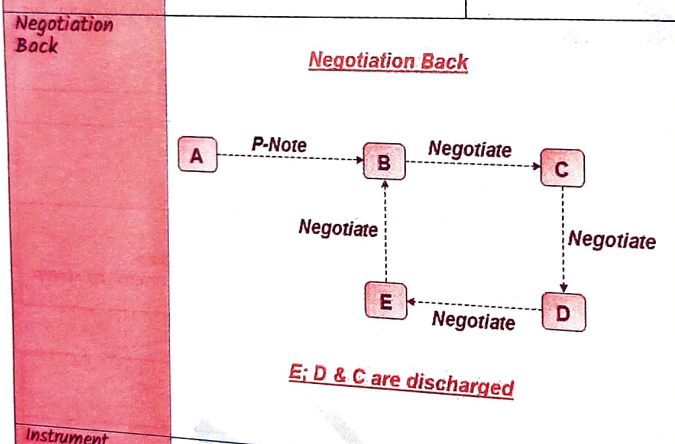 Negotiation
Back
Negotiation Back
A
P-Note
B
Negotiate
C
Negotiate
Negotiate
E
Negotiate
D
E; D & C are discharged
Instrument